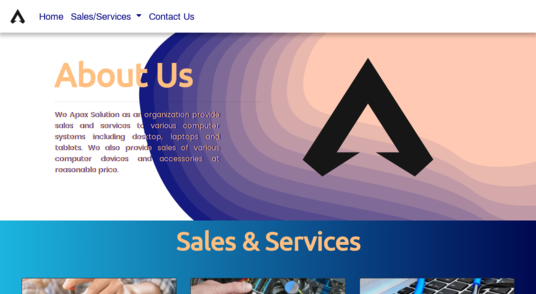 Home Sales/Services Contact Us
About Us
We Apex Solution as an organization provide
sales and services to various computer
systems including desktop, laptops and
tablets. We also provide sales of various
computer devices and accessories at
reasonable price.
Sales & Services